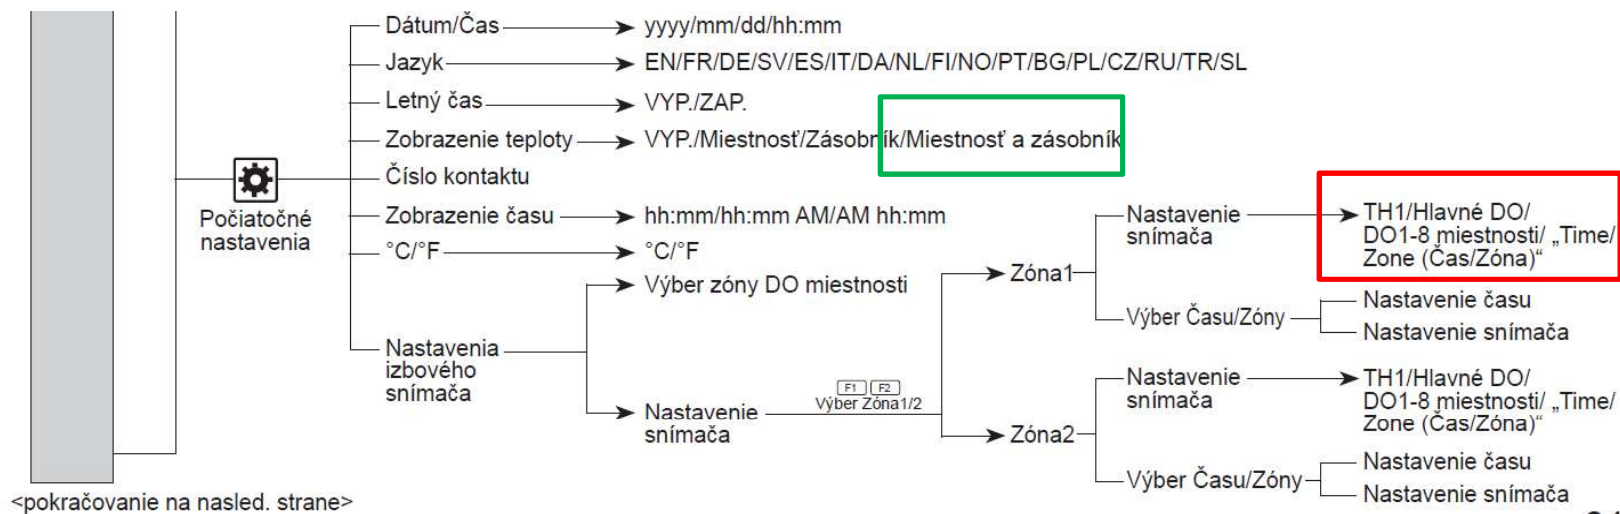 Dátum/Čas
yyyy/mm/dd/hh:mm
Jazyk
EN/FR/DE/SV/ES/IT/DA/NL/FI/NO/PT/BG/PL/CZ/RU/TR/SL
Letný čas
VYP./ZAP.
Zobrazenie teploty
VYP./Miestnosť/Zásobník/Miestnosť a zásobník
Číslo kontaktu
Počiatočné
nastavenia
Zobrazenie času
hh:mm/hh:mm AM/AM hh:mm
°C/°F
°C/°F
Nastavenia
izbového
snímača
Výber zóny DO miestnosti
Nastavenie
snímača
F1 F2
Výber Zóna1/2
Zóna1
Nastavenie
snímača
TH1/Hlavné DO/
DO1-8 miestnosti/ „Time/
Zone (Čas/Zóna)“
Výber Času/Zóny
Nastavenie času
Nastavenie snímača
Zóna2
Nastavenie
snímača
TH1/Hlavné DO/
DO1-8 miestnosti/ „Time/
Zone (Čas/Zóna)“
Výber Času/Zóny
Nastavenie času
Nastavenie snímača
<pokračovanie na nasled. strane>